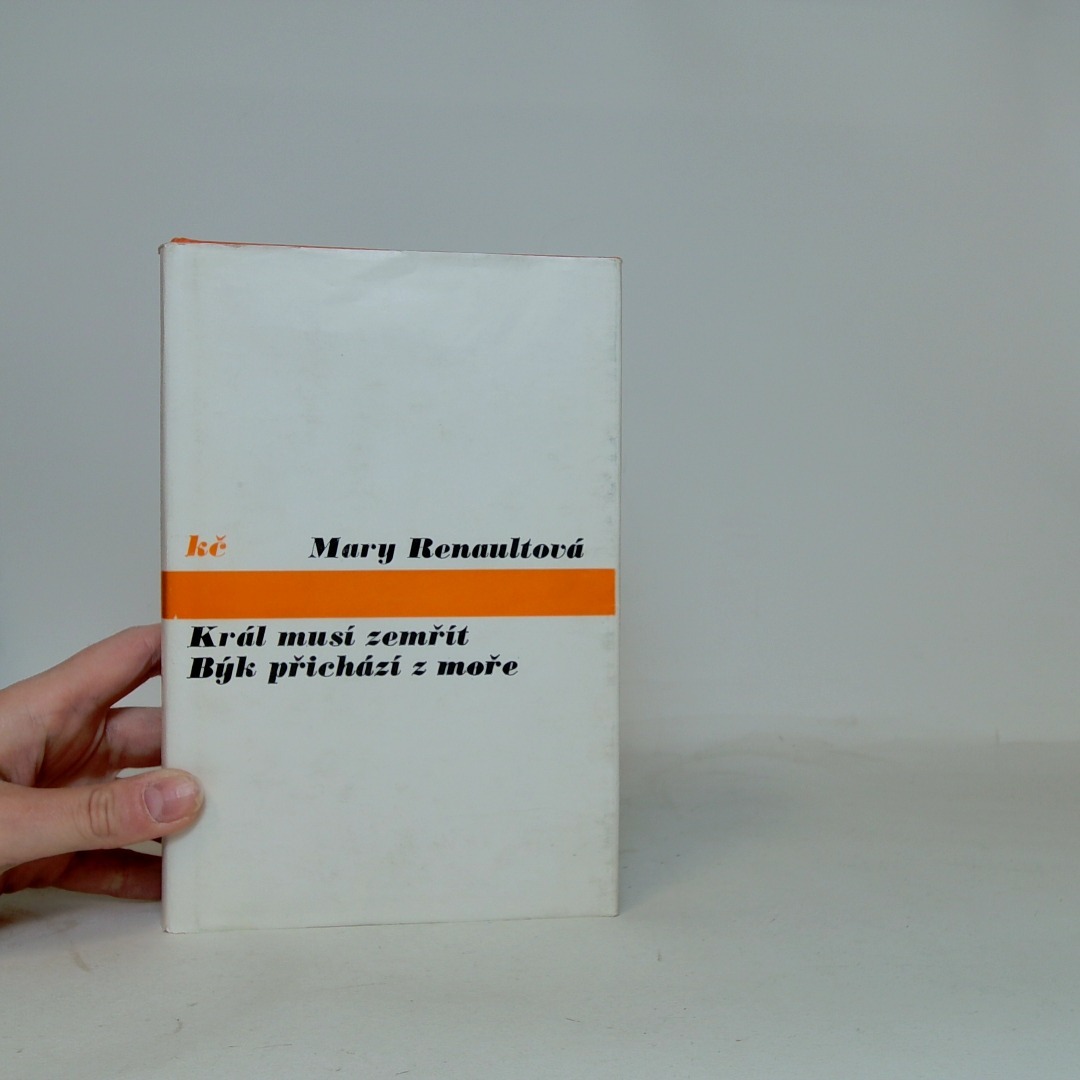 kč
Mary Renaultová
Král musí zemřít
Býk přichází z moře